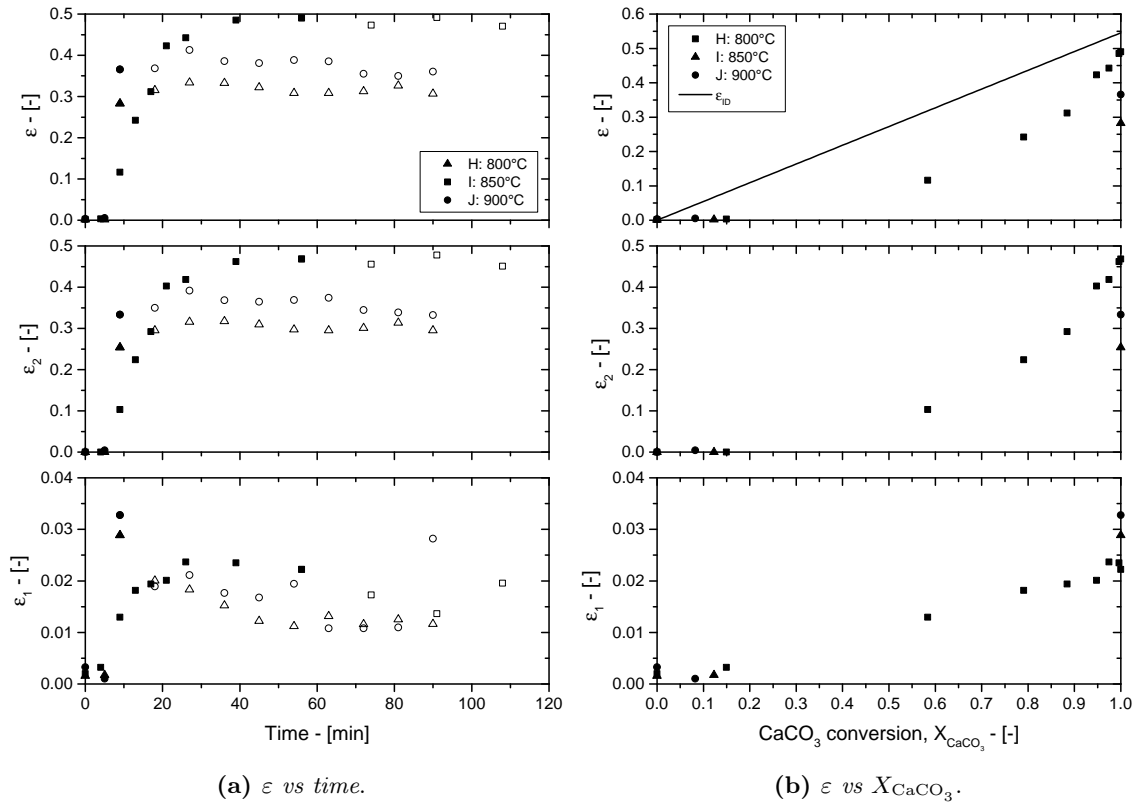 0.5
0.4
0.3
0.2
0.1
0.0
ε - [-]
H: 800°C
I: 850°C
J: 900°C
0.5
0.4
0.3
0.2
0.1
0.0
ε2 - [-]
0.04
0.03
0.02
0.01
0.00
ε1 - [-]
0 20 40 60 80 100 120
Time - [min]
(a) ε vs time.
0.6
0.5
0.4
0.3
0.2
0.1
0.0
ε - [-]
H: 800°C
I: 850°C
J: 900°C
εID
0.5
0.4
0.3
0.2
0.1
0.0
ε2 - [-]
0.04
0.03
0.02
0.01
0.00
ε1 - [-]
0.0 0.1 0.2 0.3 0.4 0.5 0.6 0.7 0.8 0.9 1.0
CaCO3 conversion, XCaCO3 - [-]
(b) ε vs XCaCO3.